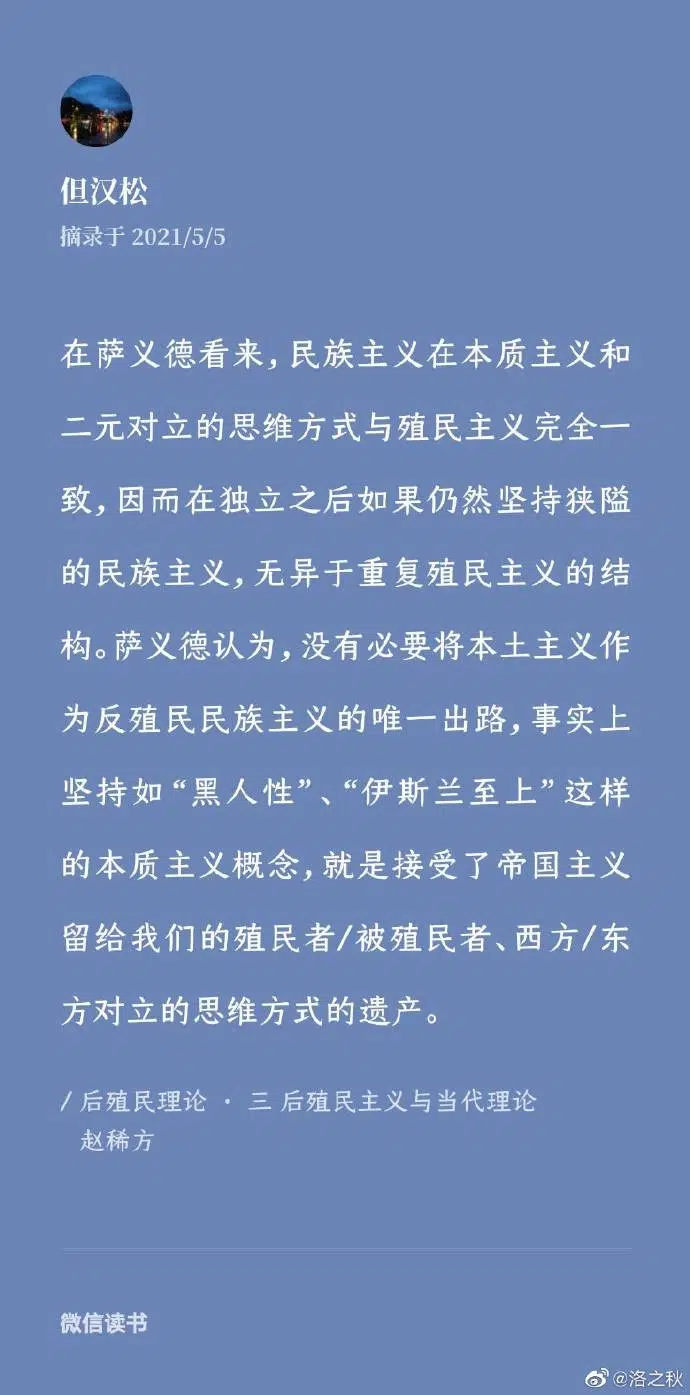 但汉松
摘录于 2021/5/5
在萨义德看来，民族主义在本质主义和
二元对立的思维方式与殖民主义完全一
致，因而在独立之后如果仍然坚持狭隘
的民族主义，无异于重复殖民主义的结
构。萨义德认为，没有必要将本土主义作
为反殖民民族主义的唯一出路，事实上
坚持如“黑人性”、“伊斯兰至上”这样
的本质主义概念，就是接受了帝国主义
留给我们的殖民者/被殖民者、西方/东
方对立的思维方式的遗产。
/ 后殖民理论 · 三 后殖民主义与当代理论
赵稀方
微信读书
@洛之秋